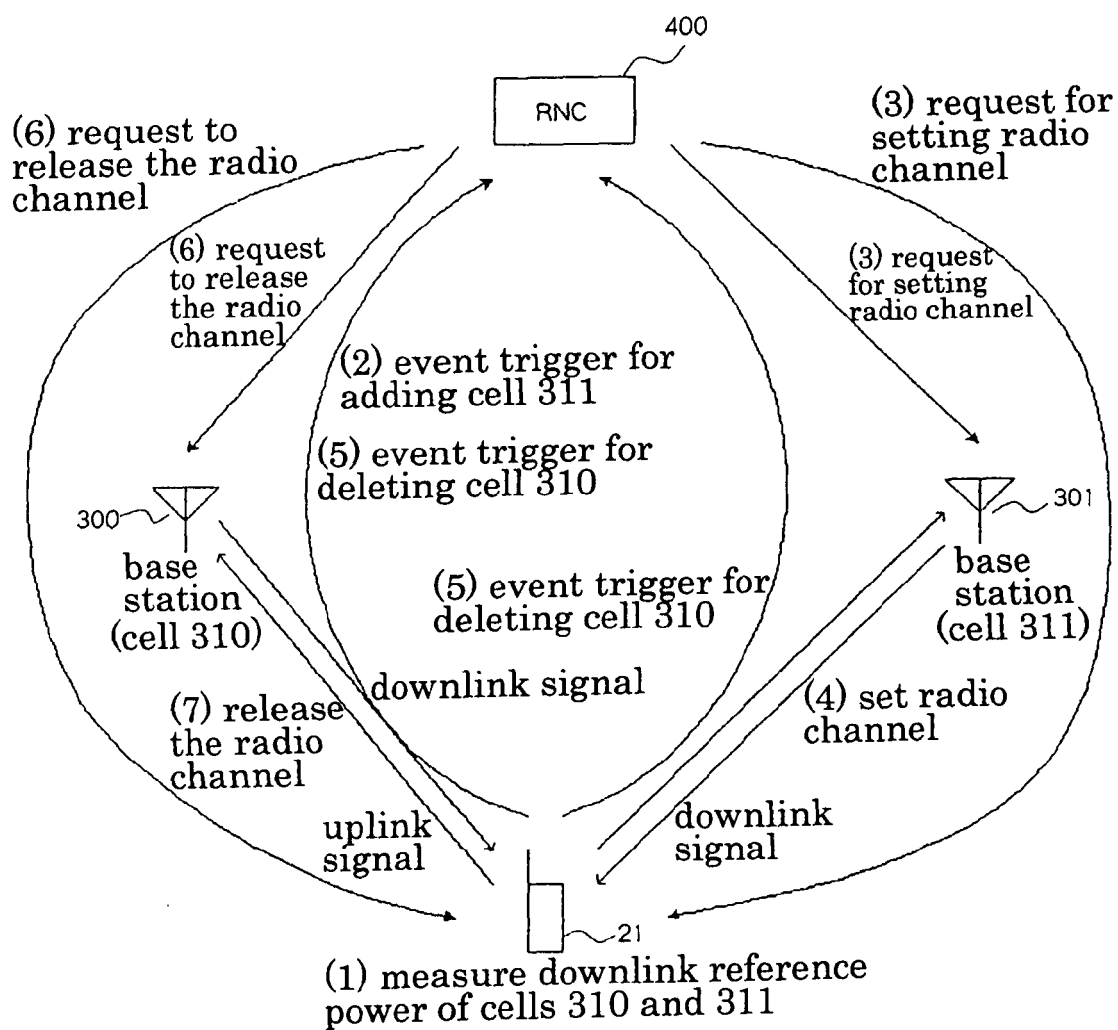 400
RNC
(6) request to
release the radio
channel
(3) request for
setting radio
channel
(6) request
to release
the radio
channel
(3) request
for setting
radio channel
(2) event trigger for
adding cell 311
(5) event trigger for
deleting cell 310
300
base
station
(cell 310)
301
base
station
(cell 311)
(5) event trigger for
deleting cell 310
downlink signal
(7) release
the radio
channel
(4) set radio
channel
uplink
signal
downlink
signal
21
(1) measure downlink reference
power of cells 310 and 311